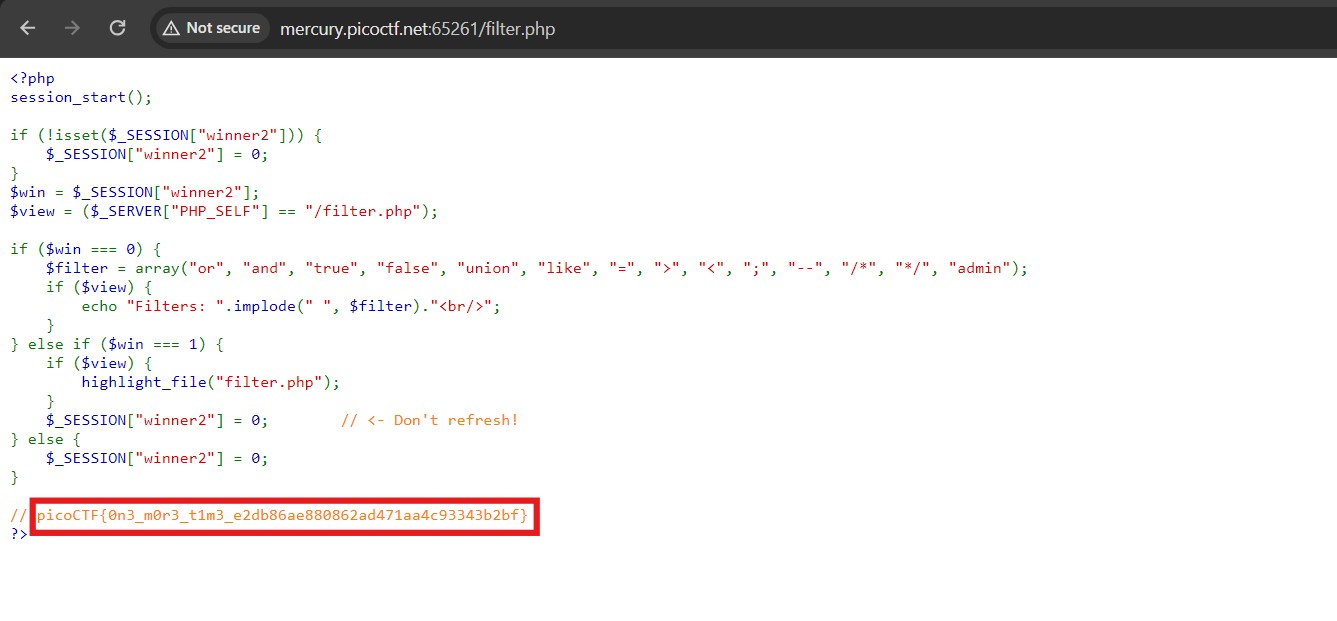 Not secure mercury.picoctf.net:65261/filter.php
<?php
session_start();
if (!isset($_SESSION["winner2"])) {
    $_SESSION["winner2"] = 0;
}
$win = $_SESSION["winner2"];
$view = ($_SERVER["PHP_SELF"] == "/filter.php");
if ($win === 0) {
    $filter = array("or", "and", "true", "false", "union", "like", "=", ">", "<", ";", "--", "/*", "*/", "admin");
    if ($view) {
        echo "Filters: ".implode(" ", $filter)."<br/>";
    }
} else if ($win === 1) {
    if ($view) {
        highlight_file("filter.php");
    }
    $_SESSION["winner2"] = 0;        // <- Don't refresh!
} else {
    $_SESSION["winner2"] = 0;
}
// picoCTF{0n3_m0r3_t1m3_e2db86ae880862ad471aa4c93343b2bf}
?>